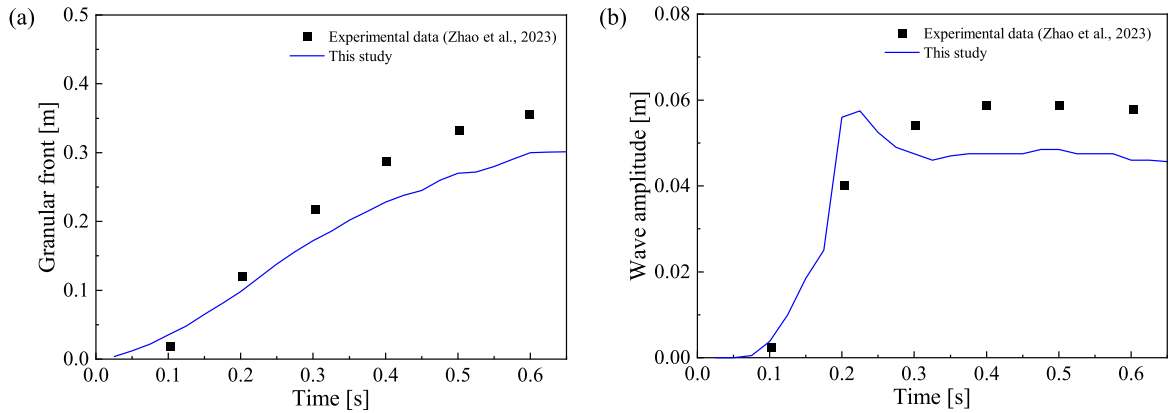 (a)
0.5
0.4
0.3
0.2
0.1
0.0
Granular front [m]
Experimental data (Zhao et al., 2023)
This study
0.0 0.1 0.2 0.3 0.4 0.5 0.6
Time [s]
(b)
0.08
0.06
0.04
0.02
0.00
Wave amplitude [m]
Experimental data (Zhao et al., 2023)
This study
0.0 0.1 0.2 0.3 0.4 0.5 0.6
Time [s]